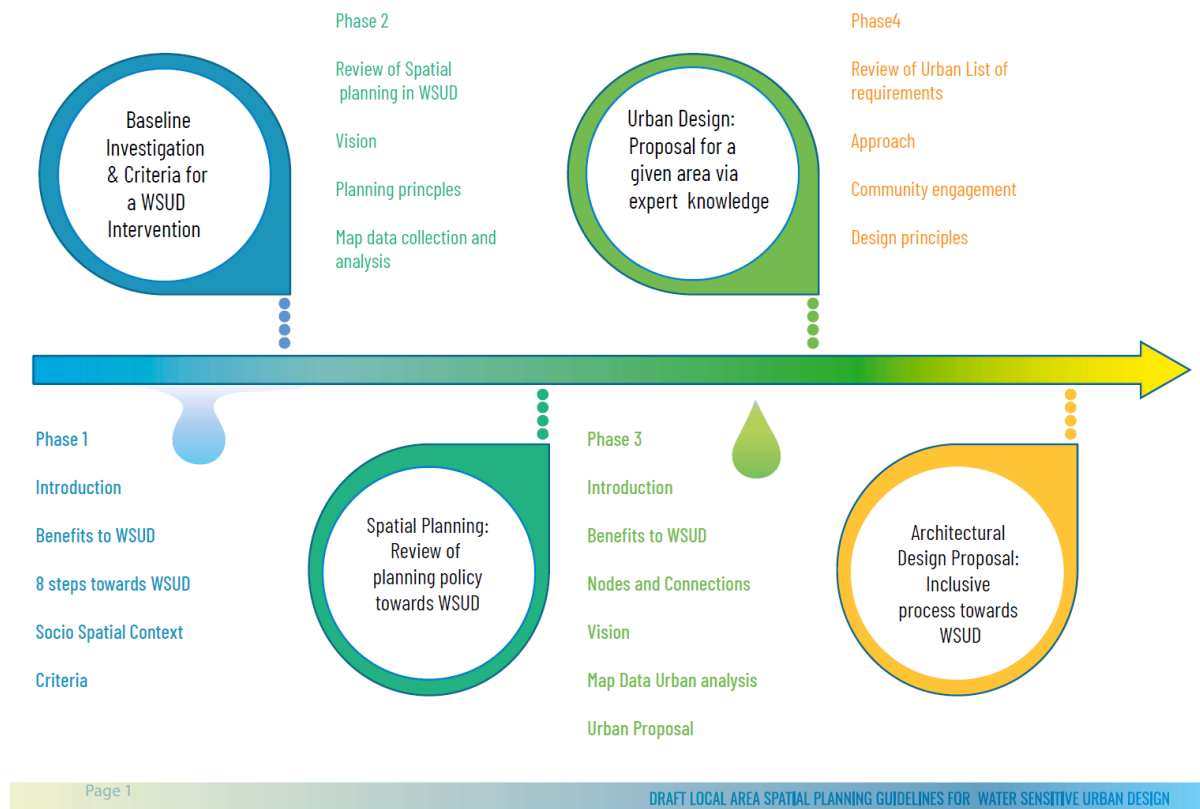 Baseline
Investigation
& Criteria for
a WSUD
Intervention
Phase 2
Review of Spatial
planning in WSUD
Vision
Planning princples
Map data collection and
analysis
Urban Design:
Proposal for a
given area via
expert knowledge
Phase4
Review of Urban List of
requirements
Approach
Community engagement
Design principles
Phase 1
Introduction
Benefits to WSUD
8 steps towards WSUD
Socio Spatial Context
Criteria
Spatial Planning:
Review of
planning policy
towards WSUD
Phase 3
Introduction
Benefits to WSUD
Nodes and Connections
Vision
Map Data Urban analysis
Urban Proposal
Architectural
Design Proposal:
Inclusive
process towards
WSUD
Page 1
DRAFT LOCAL AREA SPATIAL PLANNING GUIDELINES FOR WATER SENSITIVE URBAN DESIGN